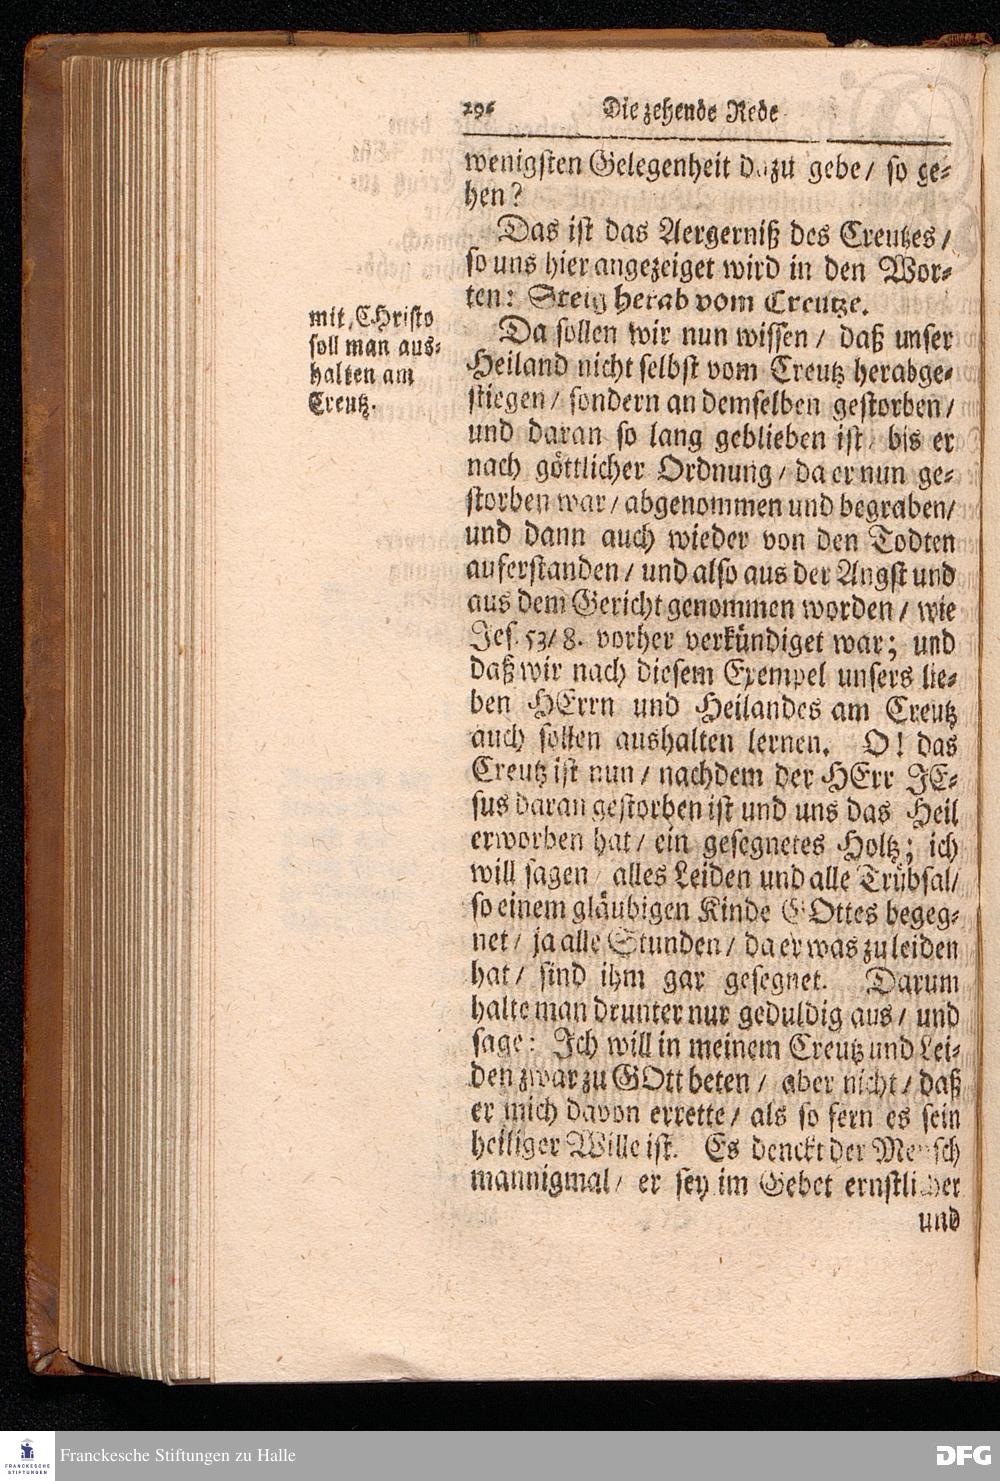 296 Die zehende Rede
wenigsten Gelegenheit dazu gebe / so ge-
hen?
Das ist das Aergerniß des Creutzes /
so uns hier angezeiget wird in den Wor-
ten: Steig herab vom Creutze.
mit CHristo
soll man aus-
halten am
Creutz.
Da sollen wir nun wissen / daß unser
Heiland nicht selbst vom Creutz herabge-
stiegen / sondern an demselben gestorben /
und daran so lang geblieben ist / bis er
nach göttlicher Ordnung / da er nun ge-
storben war / abgenommen und begraben /
und dann auch wieder von den Todten
auferstanden / und also aus der Angst und
aus dem Gericht genommen worden / wie
Jes. 53 / 8. vorher verkündiget war; und
daß wir nach diesem Exempel unsers lie-
ben HErrn und Heilandes am Creutz
auch sollen aushalten lernen. O! das
Creutz ist nun / nachdem der HErr JE-
sus daran gestorben ist und uns das Heil
erworben hat / ein gesegnetes Holtz; ich
will sagen / alles Leiden und alle Trübsal /
so einem gläubigen Kinde GOttes begeg-
net / ja alle Stunden / da er was zu leiden
hat / sind ihm gar gesegnet. Darum
halte man drunter nur geduldig aus / und
sage: Ich will in meinem Creutz und Lei-
den zwar zu GOtt beten / aber nicht / daß
er mich davon errette / als so fern es sein
heiliger Wille ist. Es denckt der Mensch
mannigmal / er sey im Gebet ernstlicher
und
Franckesche Stiftungen zu Halle
FRANCKESCHE
STIFTUNGEN
DFG